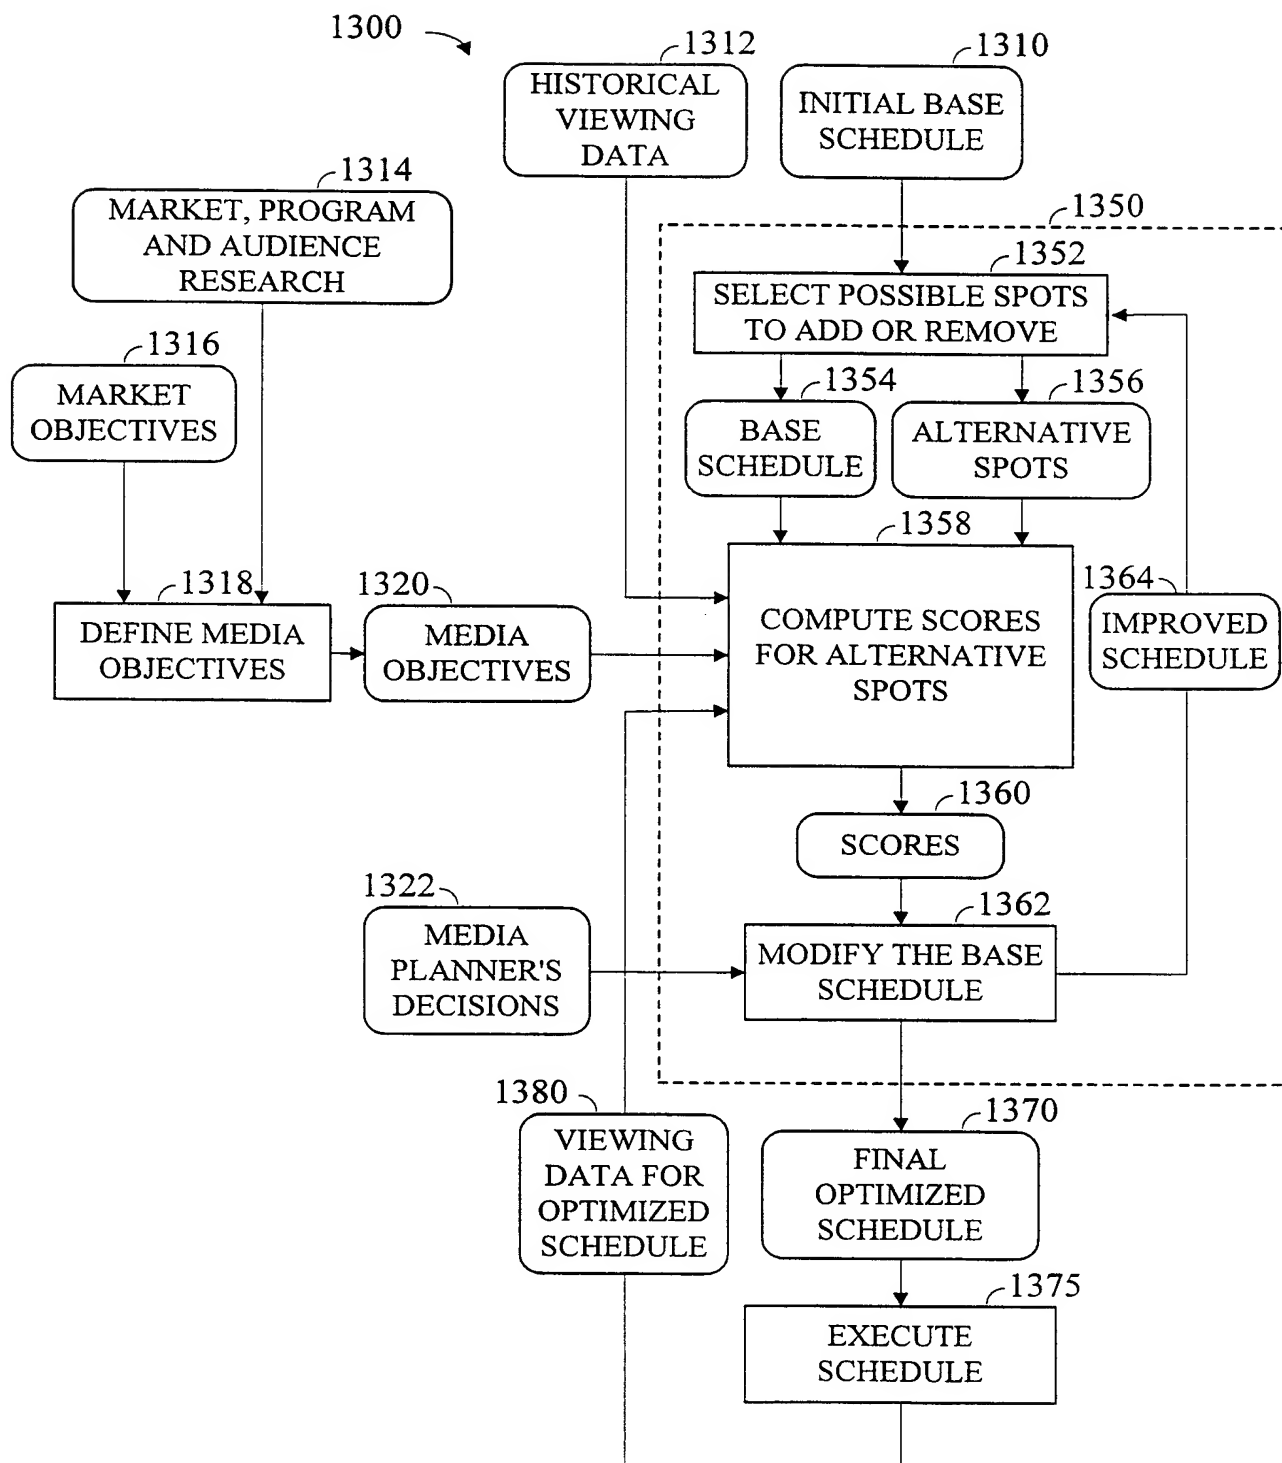 1300
1312
1310
HISTORICAL
VIEWING
DATA
INITIAL BASE
SCHEDULE
1314
MARKET, PROGRAM
AND AUDIENCE
RESEARCH
1350
1352
SELECT POSSIBLE SPOTS
TO ADD OR REMOVE
1316
MARKET
OBJECTIVES
1354
1356
BASE
SCHEDULE
ALTERNATIVE
SPOTS
1358
1318
DEFINE MEDIA
OBJECTIVES
1320
MEDIA
OBJECTIVES
COMPUTE SCORES
FOR ALTERNATIVE
SPOTS
1364
IMPROVED
SCHEDULE
1360
SCORES
1322
MEDIA
PLANNER'S
DECISIONS
1362
MODIFY THE BASE
SCHEDULE
1380
VIEWING
DATA FOR
OPTIMIZED
SCHEDULE
1370
FINAL
OPTIMIZED
SCHEDULE
1375
EXECUTE
SCHEDULE